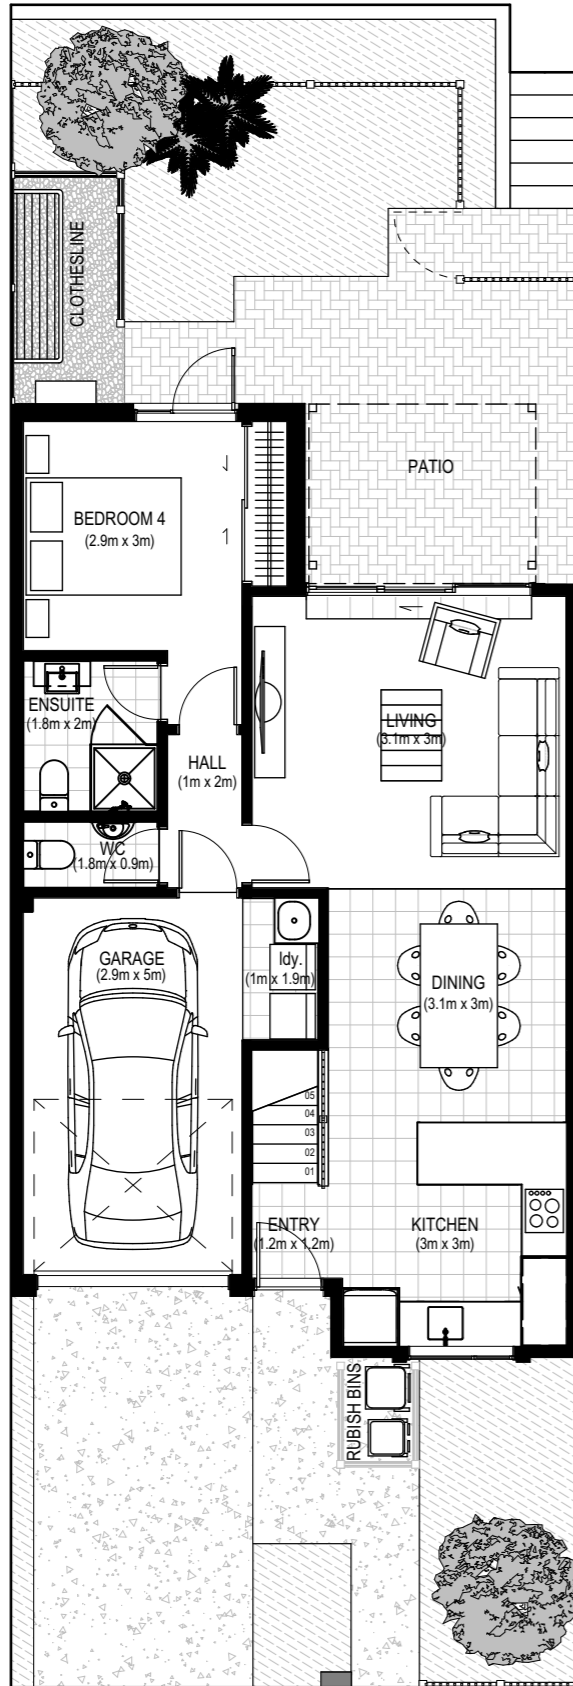 CLOTHESLINE
PATIO
BEDROOM 4
(2.9m x 3m)
ENSUITE
(1.8m x 2m)
LIVING
(3.1m x 3m)
HALL
(1m x 2m)
WC
(1.8m x 0.9m)
GARAGE
(2.9m x 5m)
ldy.
(1m x 1.9m)
DINING
(3.1m x 3m)
05
04
03
02
01
ENTRY
(1.2m x 1.2m)
KITCHEN
(3m x 3m)
RUBISH BINS